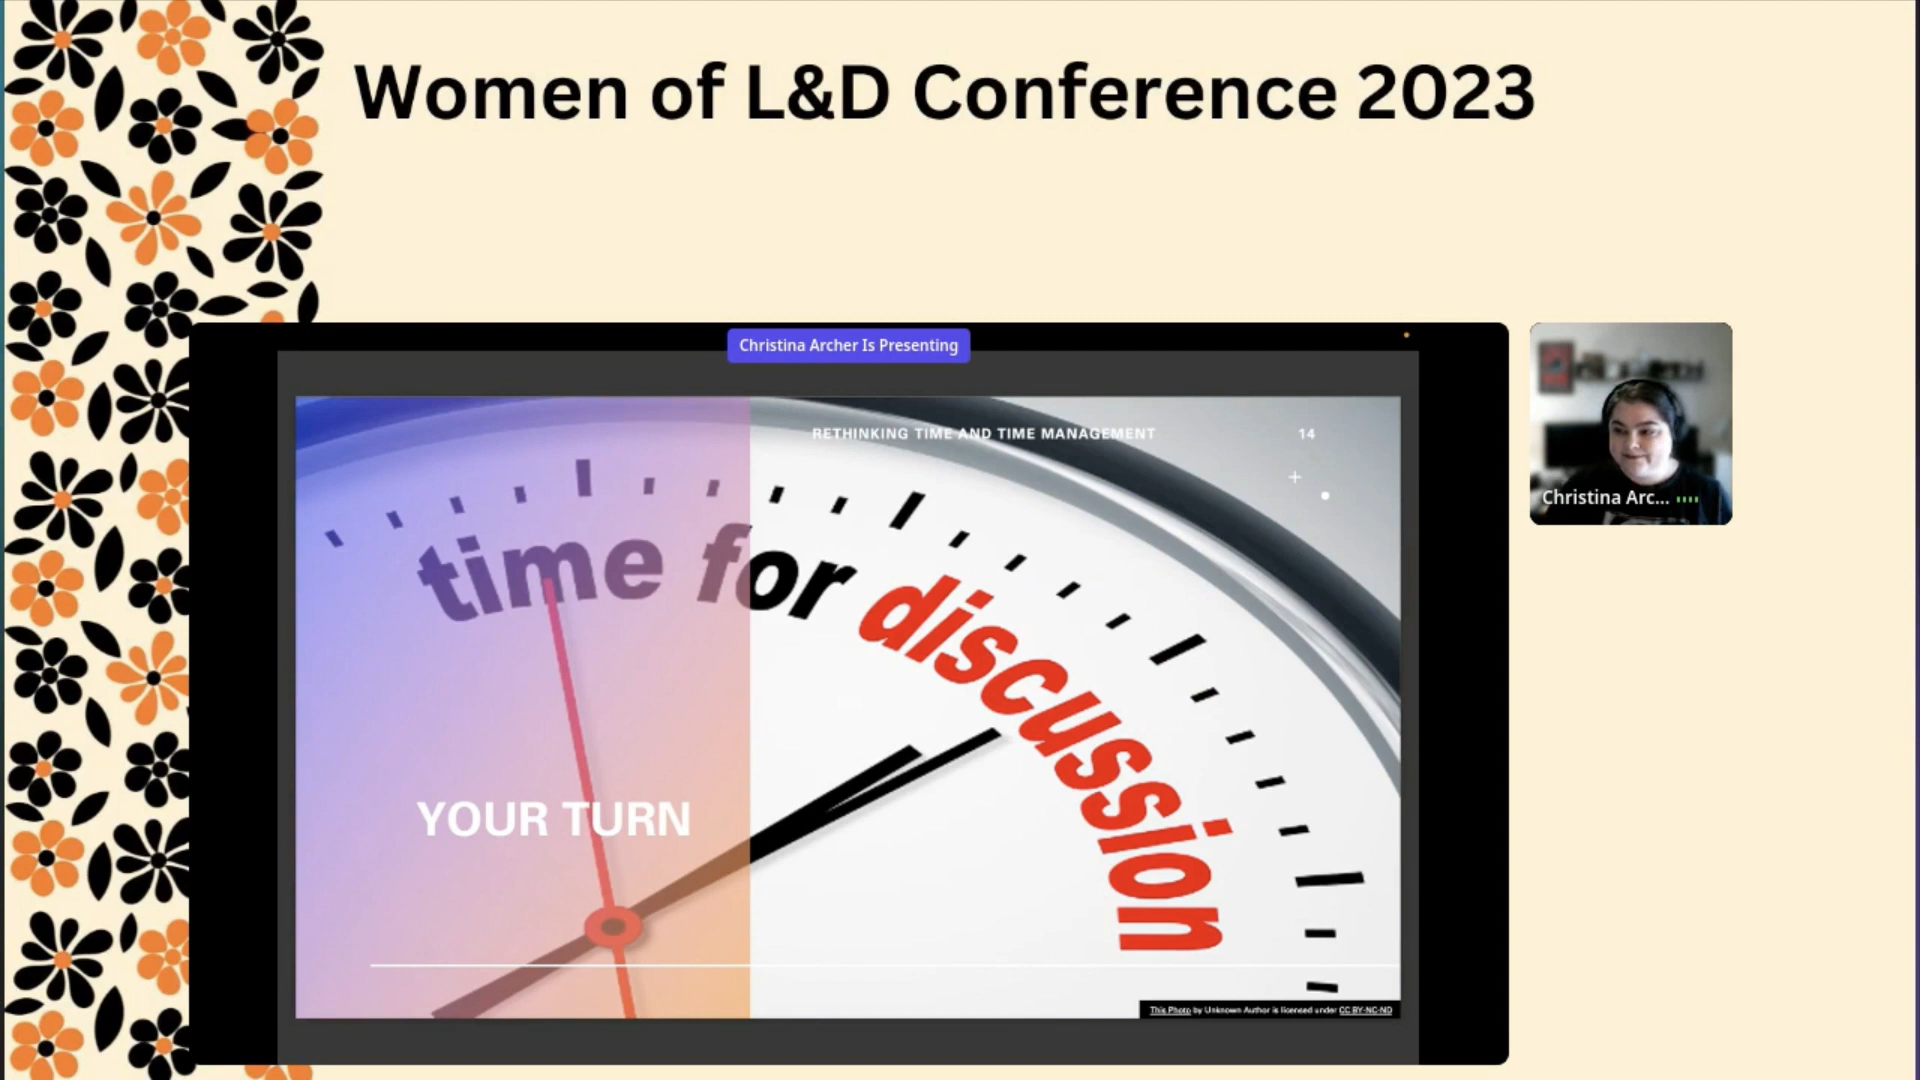 Women of L&D Conference 2023
Christina Archer Is Presenting
RETHINKING TIME AND TIME MANAGEMENT
14
time for discussion
YOUR TURN
This Photo by Unknown Author is licensed under CC BY-NC-ND
Christina Arc...